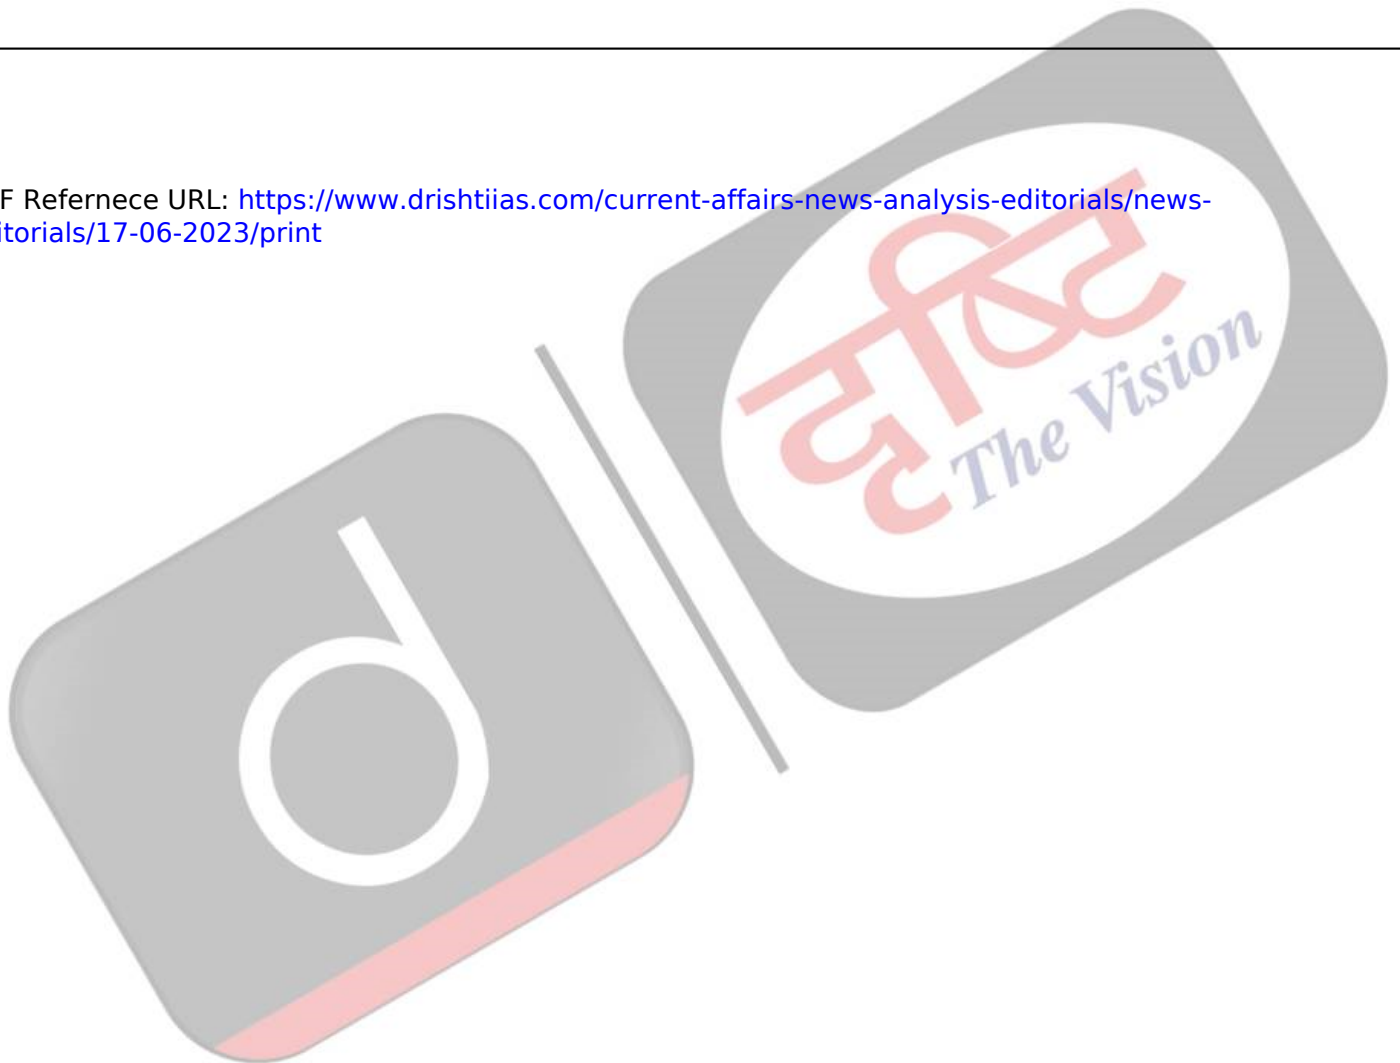 F Refernece URL: https://www.drishtiias.com/current-affairs-news-analysis-editorials/news-
itorials/17-06-2023/print
दृष्टि
The Vision
d